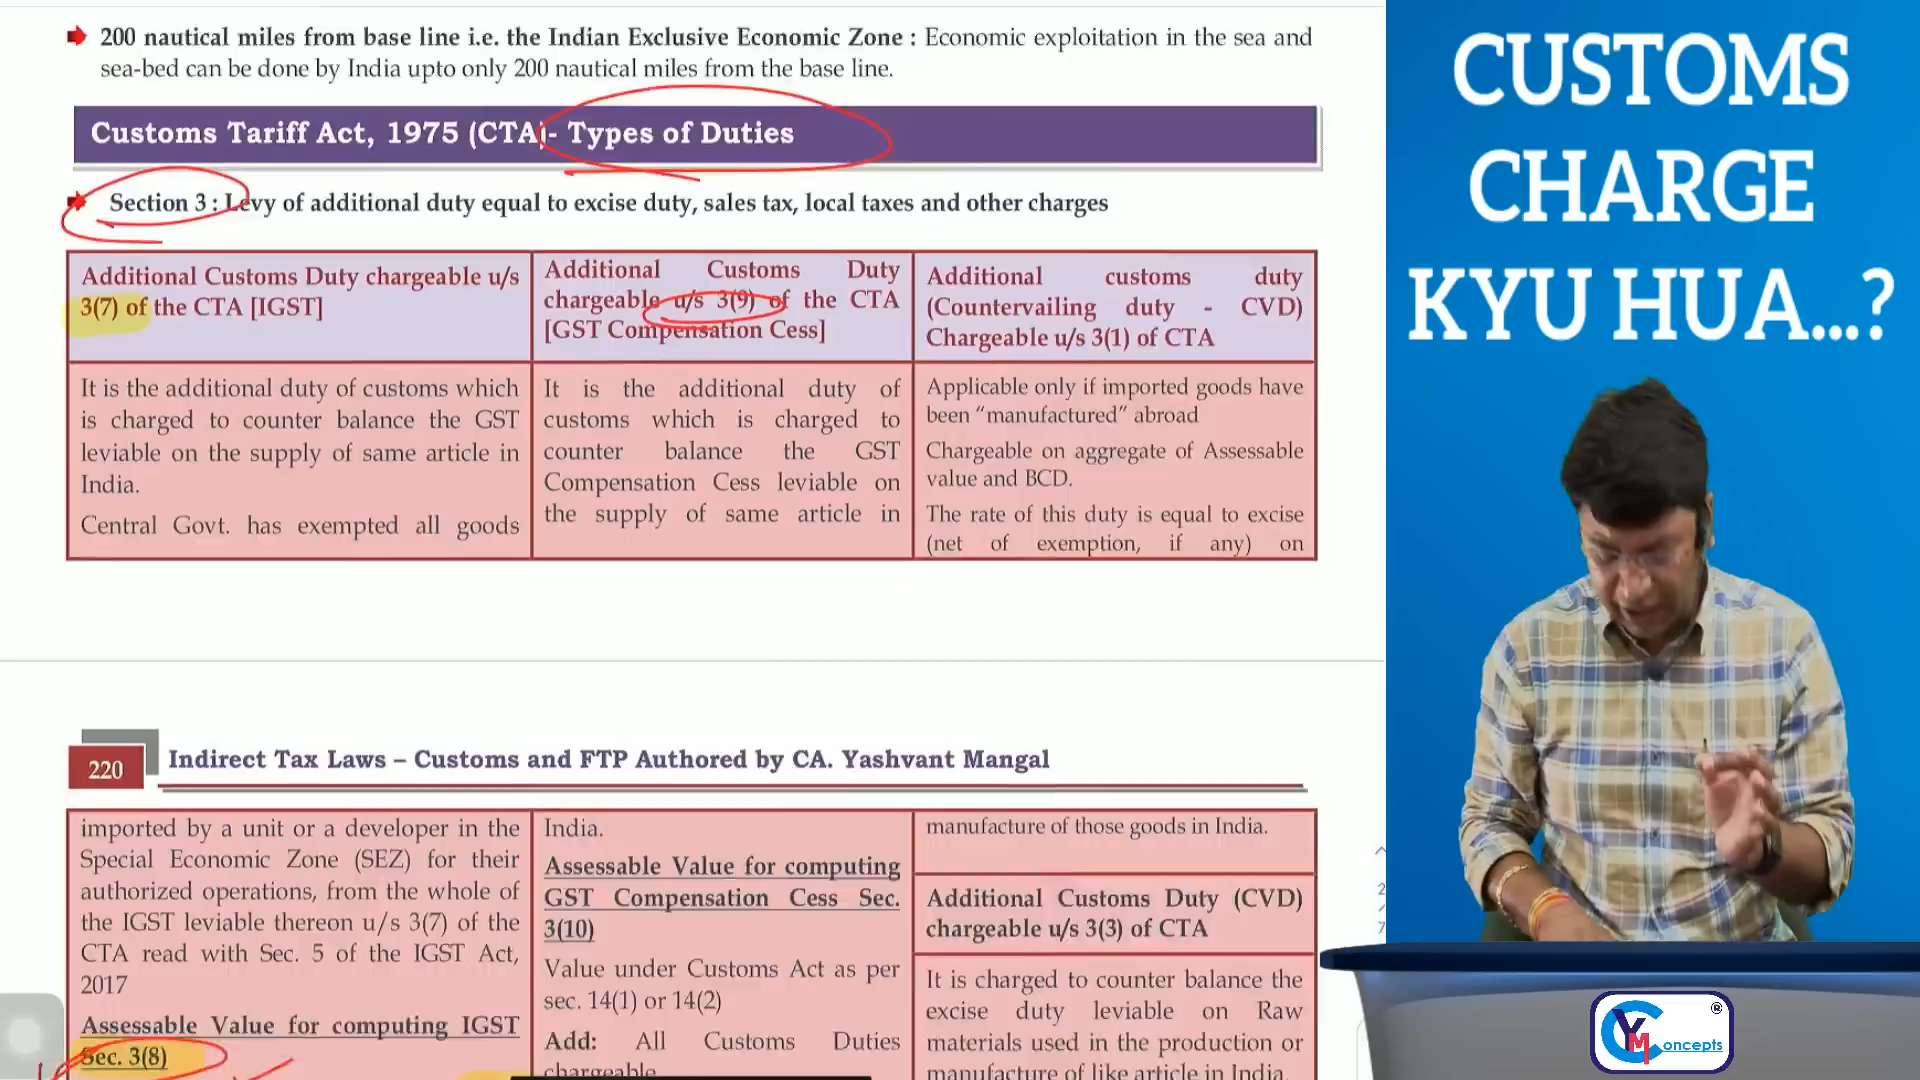 200 nautical miles from base line i.e. the Indian Exclusive Economic Zone : Economic exploitation in the sea and
sea-bed can be done by India upto only 200 nautical miles from the base line.
Customs Tariff Act, 1975 (CTA)- Types of Duties
Section 3 : Levy of additional duty equal to excise duty, sales tax, local taxes and other charges
Additional Customs Duty chargeable u/s
3(7) of the CTA [IGST]
Additional Customs Duty
chargeable u/s 3(9) of the CTA
[GST Compensation Cess]
Additional customs duty
(Countervailing duty - CVD)
Chargeable u/s 3(1) of CTA
It is the additional duty of customs which
is charged to counter balance the GST
leviable on the supply of same article in
India.
Central Govt. has exempted all goods
It is the additional duty of
customs which is charged to
counter balance the GST
Compensation Cess leviable on
the supply of same article in
Applicable only if imported goods have
been “manufactured” abroad
Chargeable on aggregate of Assessable
value and BCD.
The rate of this duty is equal to excise
(net of exemption, if any) on
220
Indirect Tax Laws – Customs and FTP Authored by CA. Yashvant Mangal
imported by a unit or a developer in the
Special Economic Zone (SEZ) for their
authorized operations, from the whole of
the IGST leviable thereon u/s 3(7) of the
CTA read with Sec. 5 of the IGST Act,
2017
Assessable Value for computing IGST
Sec. 3(8)
India.
Assessable Value for computing
GST Compensation Cess Sec.
3(10)
Value under Customs Act as per
sec. 14(1) or 14(2)
Add: All Customs Duties
chargeable
manufacture of those goods in India.
Additional Customs Duty (CVD)
chargeable u/s 3(3) of CTA
It is charged to counter balance the
excise duty leviable on Raw
materials used in the production or
manufacture of like article in India.
CUSTOMS
CHARGE
KYU HUA...?
2
/
7
CYM
oncepts
®